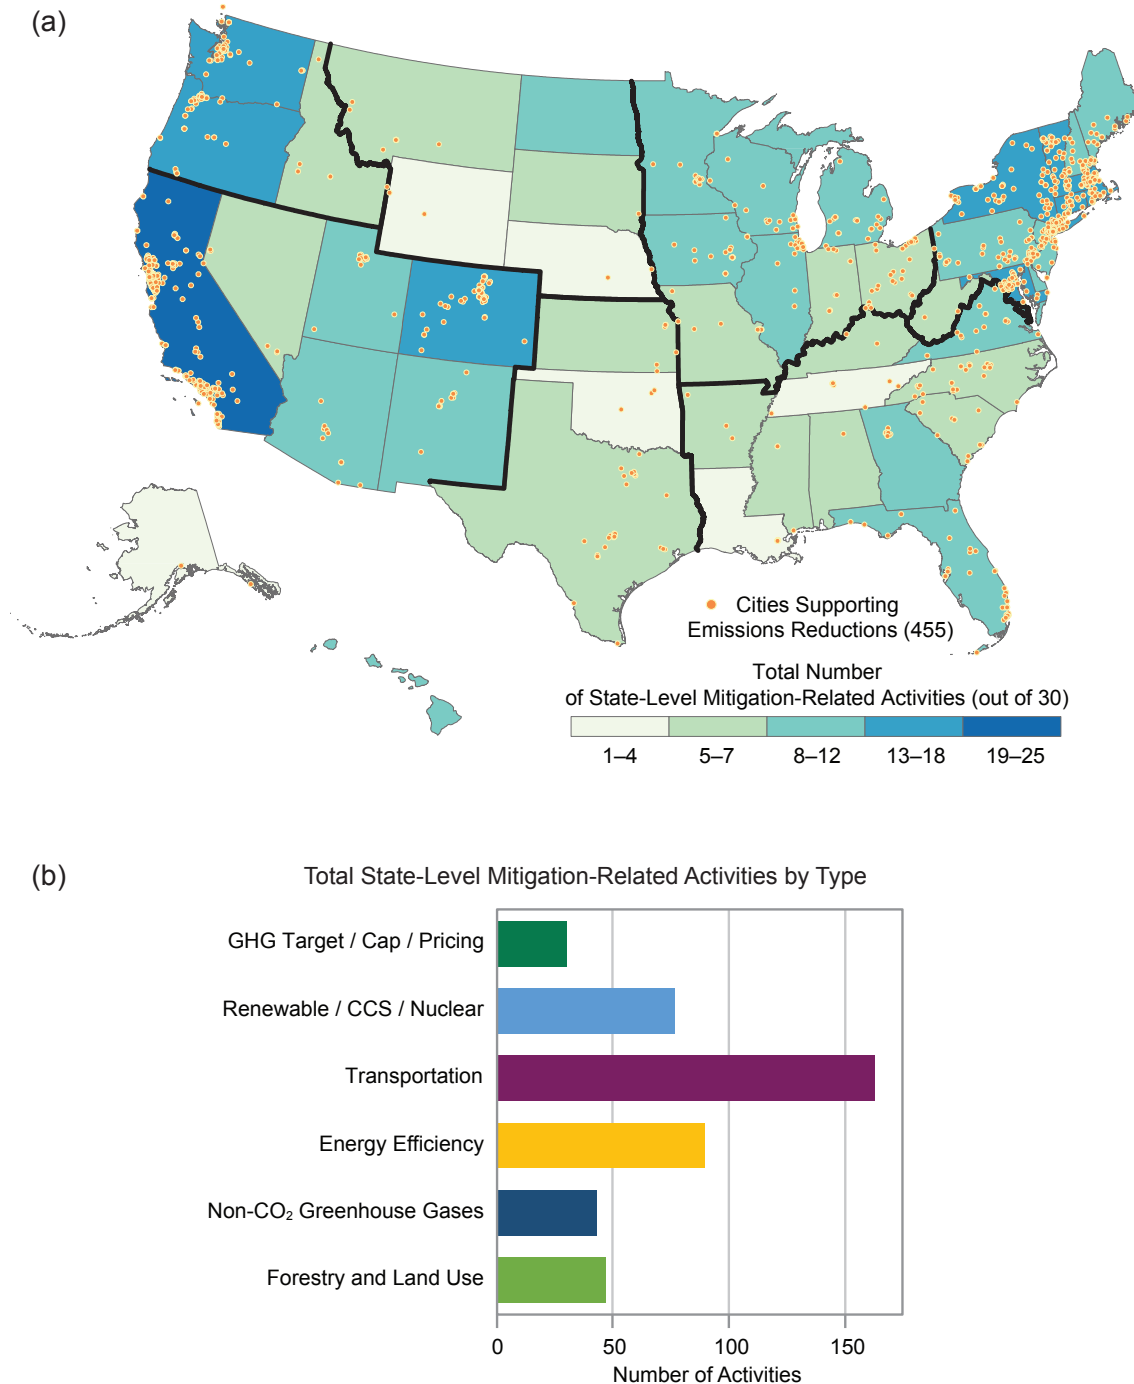 (a)
Cities Supporting
Emissions Reductions (455)
Total Number
of State-Level Mitigation-Related Activities (out of 30)
1–4 5–7 8–12 13–18 19–25
(b)
Total State-Level Mitigation-Related Activities by Type
GHG Target / Cap / Pricing
Renewable / CCS / Nuclear
Transportation
Energy Efficiency
Non-CO₂ Greenhouse Gases
Forestry and Land Use
0 50 100 150
Number of Activities